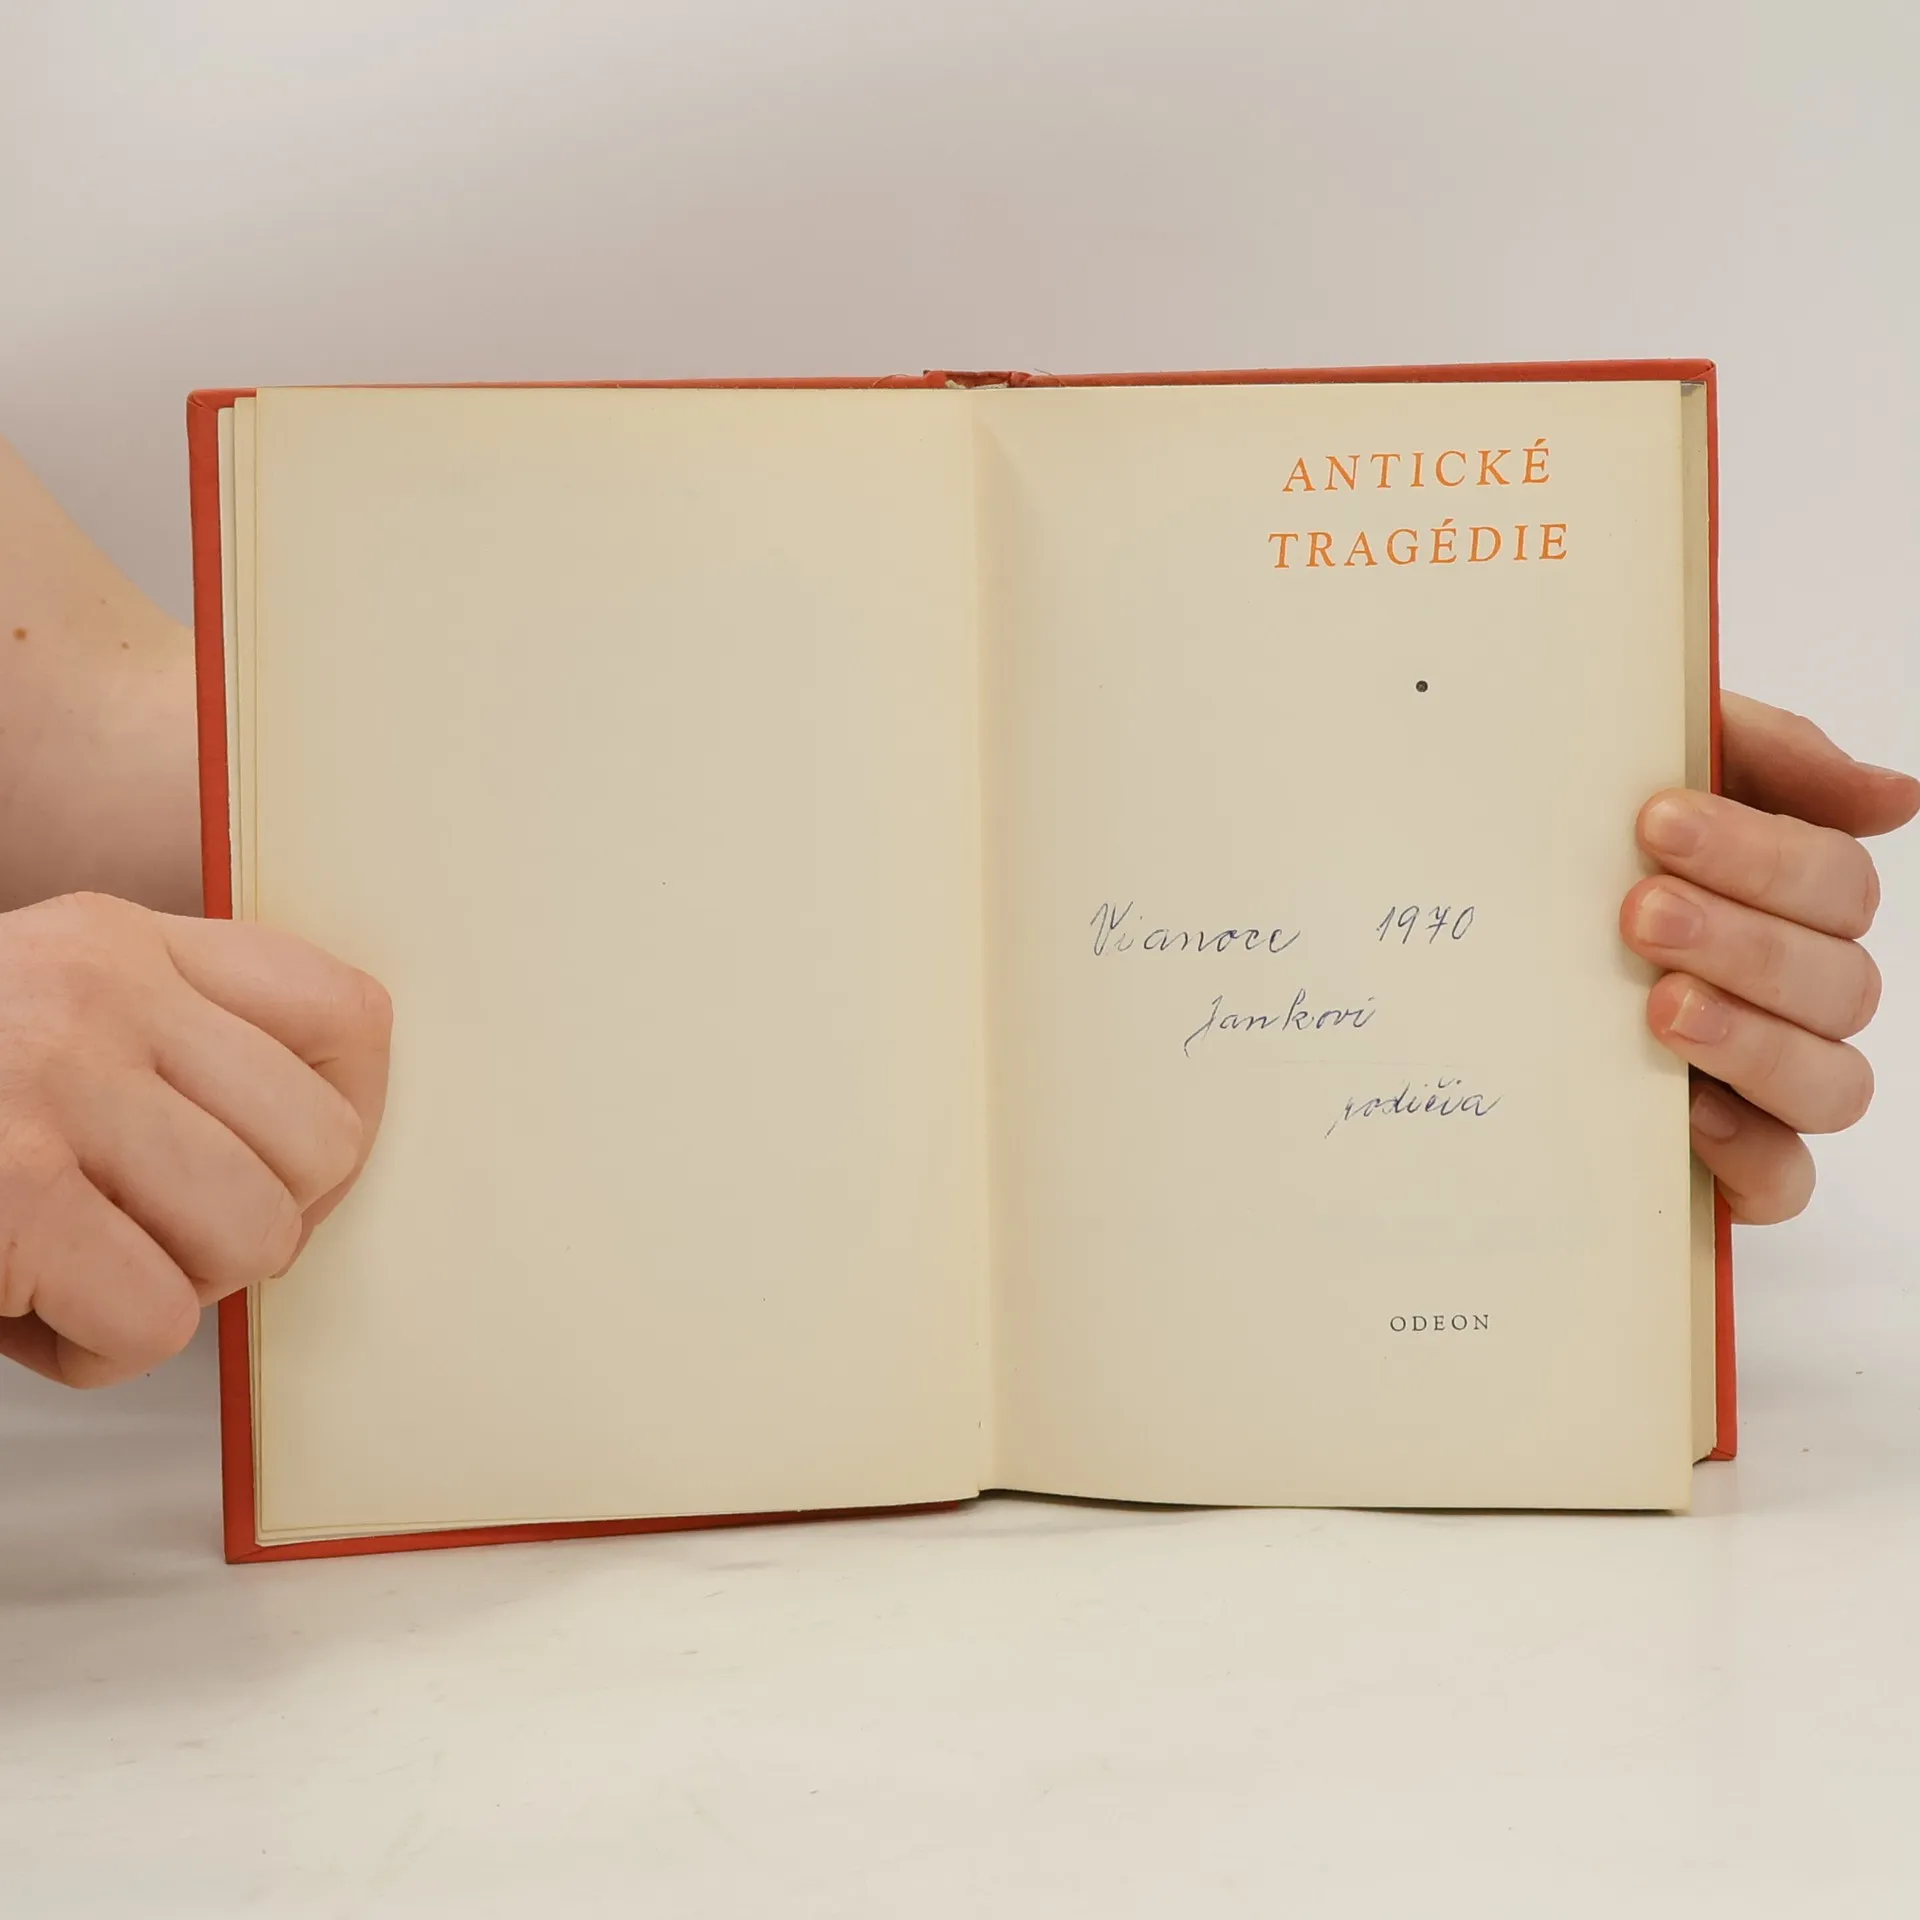 ANTICKÉ
TRAGÉDIE
Vianoce 1970
Jankovi
rodičia
ODEON